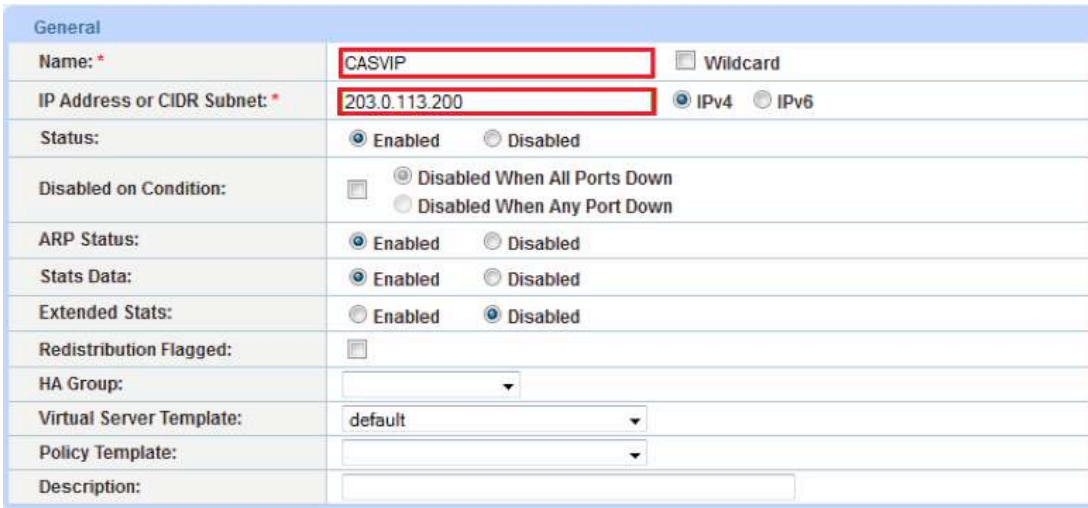 General
Name: * CASVIP Wildcard
IP Address or CIDR Subnet: * 203.0.113.200 IPv4 IPv6
Status: Enabled Disabled
Disabled on Condition: Disabled When All Ports Down
Disabled When Any Port Down
ARP Status: Enabled Disabled
Stats Data: Enabled Disabled
Extended Stats: Enabled Disabled
Redistribution Flagged:
HA Group:
Virtual Server Template: default
Policy Template:
Description: